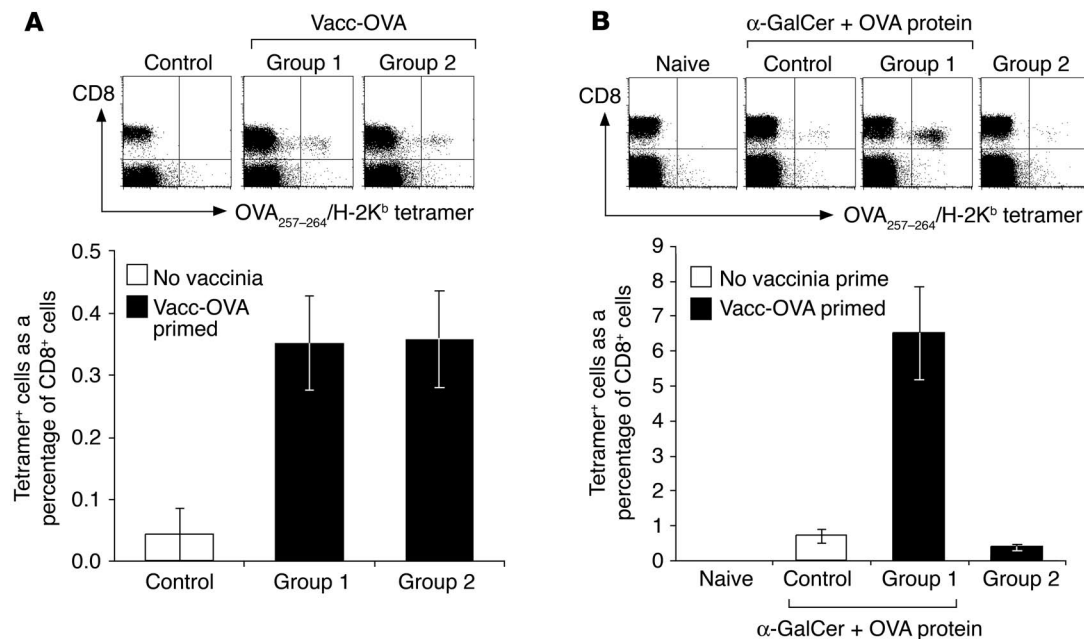 A
Vacc-OVA
Control
Group 1
Group 2
CD8
OVA257–264/H-2Kb tetramer
Tetramer+ cells as a
percentage of CD8+ cells
0.5
0.4
0.3
0.2
0.1
0.0
No vaccinia
Vacc-OVA
primed
Control
Group 1
Group 2
B
α-GalCer + OVA protein
Naive
Control
Group 1
Group 2
CD8
OVA257–264/H-2Kb tetramer
Tetramer+ cells as a
percentage of CD8+ cells
9
8
7
6
5
4
3
2
1
0
No vaccinia prime
Vacc-OVA primed
Naive
Control
Group 1
Group 2
α-GalCer + OVA protein